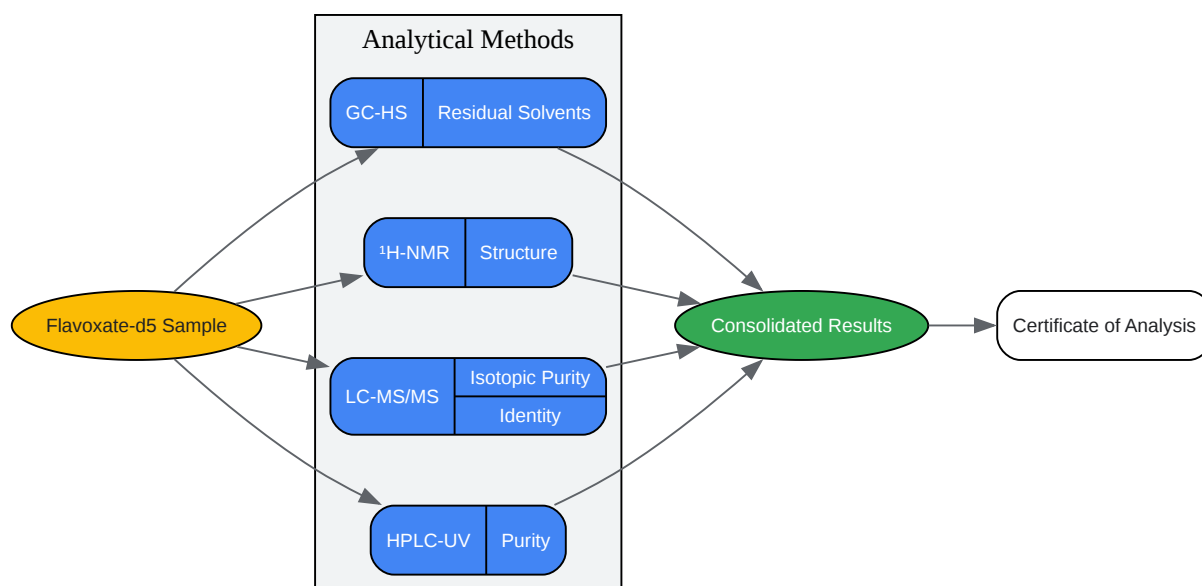 Analytical Methods
GC-HS
Residual Solvents
¹H-NMR
Structure
Flavoxate-d5 Sample
Consolidated Results
Certificate of Analysis
LC-MS/MS
Isotopic Purity
Identity
HPLC-UV
Purity